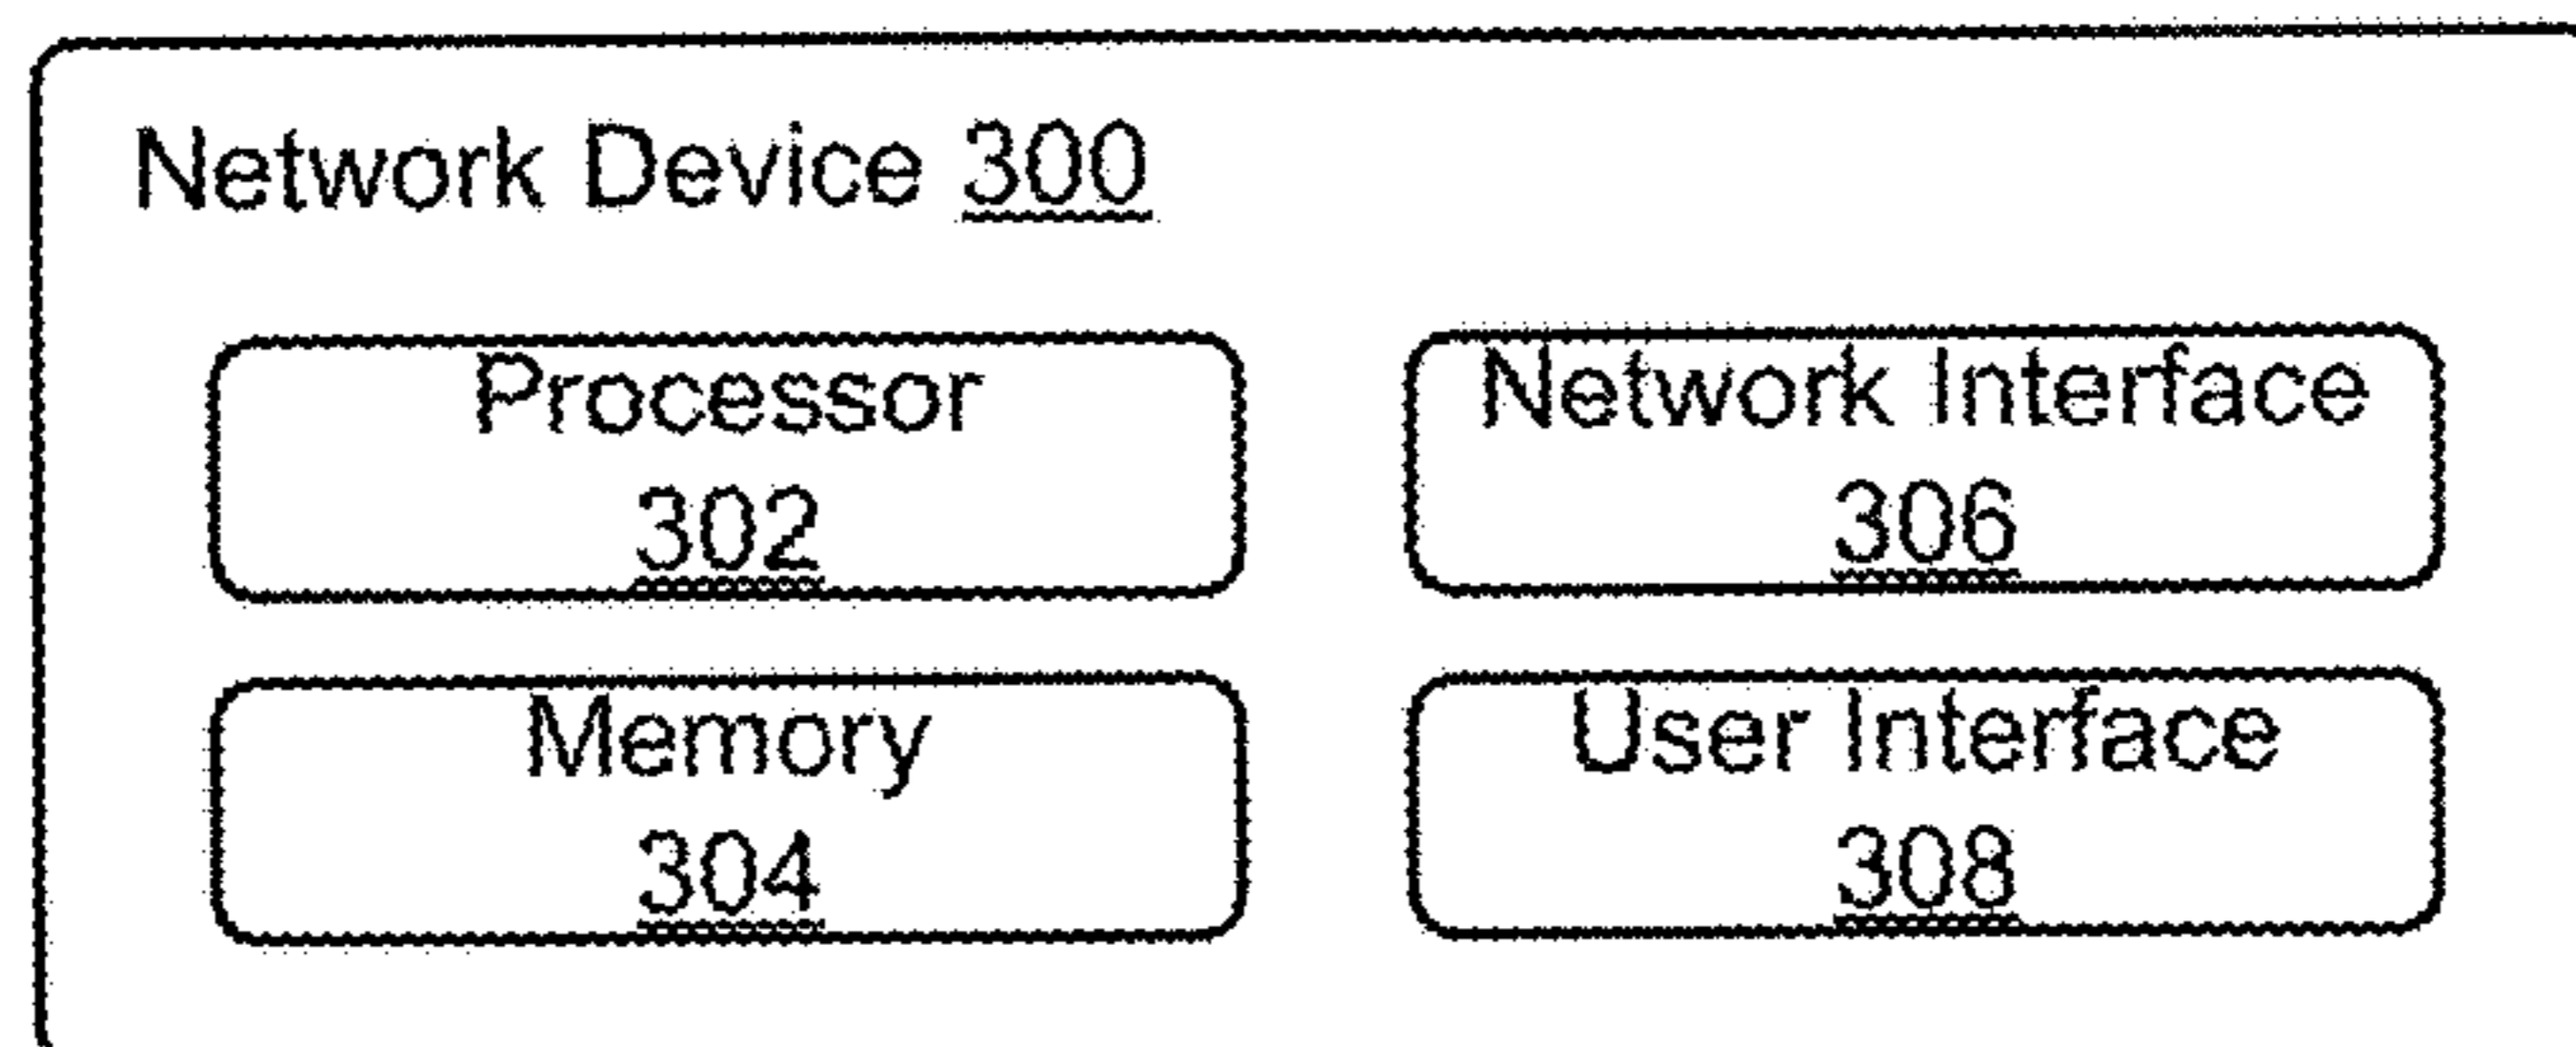 Network Device 300
Processor
302
Network Interface
306
Memory
304
User Interface
308